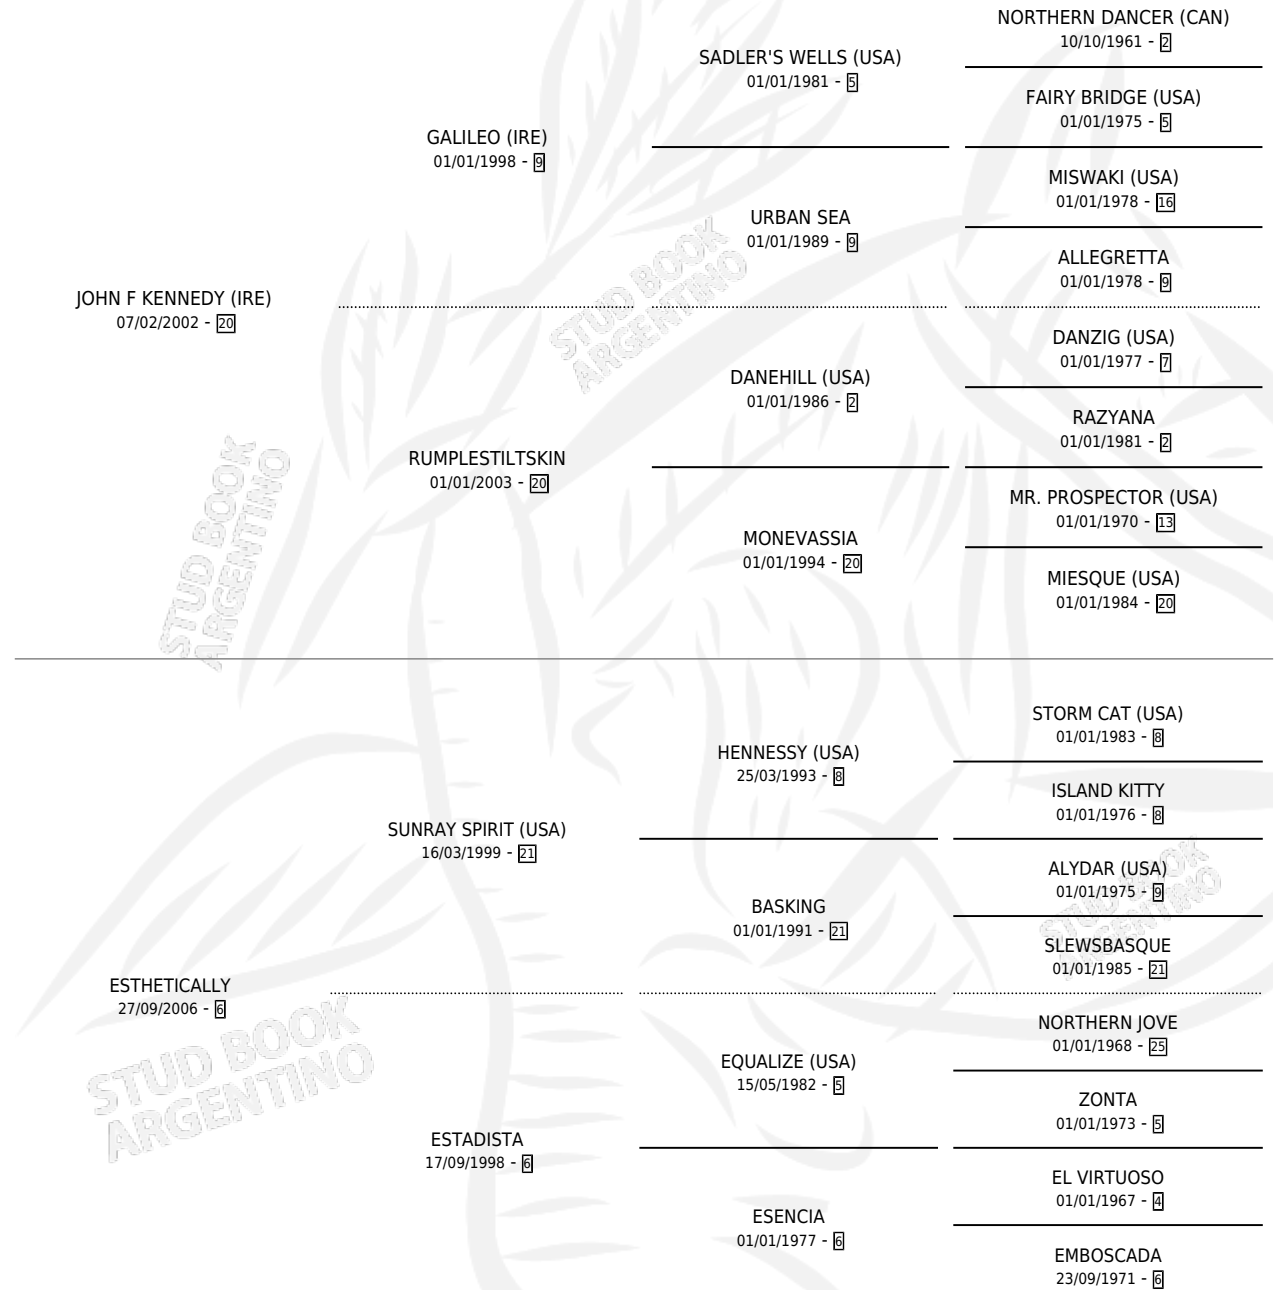 NORTHERN DANCER (CAN)
10/10/1961 - 2
SADLER'S WELLS (USA)
01/01/1981 - 5
FAIRY BRIDGE (USA)
01/01/1975 - 5
GALILEO (IRE)
01/01/1998 - 9
MISWAKI (USA)
01/01/1978 - 16
URBAN SEA
01/01/1989 - 9
ALLEGRETTA
01/01/1978 - 9
JOHN F KENNEDY (IRE)
07/02/2002 - 20
DANZIG (USA)
01/01/1977 - 7
DANEHILL (USA)
01/01/1986 - 2
RAZYANA
01/01/1981 - 2
RUMPLESTILTSKIN
01/01/2003 - 20
MR. PROSPECTOR (USA)
01/01/1970 - 13
MONEVASSIA
01/01/1994 - 20
MIESQUE (USA)
01/01/1984 - 20
STORM CAT (USA)
01/01/1983 - 8
HENNESSY (USA)
25/03/1993 - 8
ISLAND KITTY
01/01/1976 - 8
SUNRAY SPIRIT (USA)
16/03/1999 - 21
ALYDAR (USA)
01/01/1975 - 9
BASKING
01/01/1991 - 21
SLEWSBASQUE
01/01/1985 - 21
ESTHETICALLY
27/09/2006 - 6
NORTHERN JOVE
01/01/1968 - 25
EQUALIZE (USA)
15/05/1982 - 5
ZONTA
01/01/1973 - 5
ESTADISTA
17/09/1998 - 6
EL VIRTUOSO
01/01/1967 - 4
ESENCIA
01/01/1977 - 6
EMBOSCADA
23/09/1971 - 6
STUD BOOK
ARGENTINO
STUD BOOK
ARGENTINO
STUD BOOK
ARGENTINO
STUD BOOK
ARGENTINO